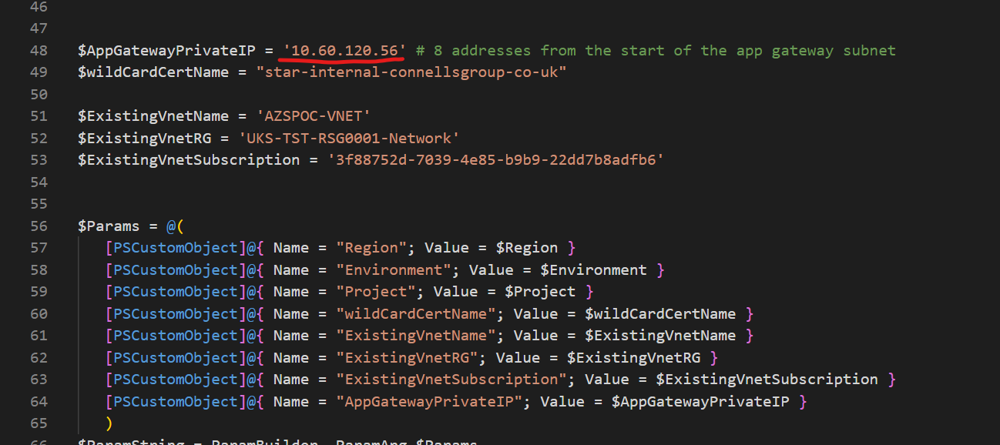 46
47
48 $AppGatewayPrivateIP = '10.60.120.56' # 8 addresses from the start of the app gateway subnet
49 $wildCardCertName = "star-internal-connellsgroup-co-uk"
50
51 $ExistingVnetName = 'AZSPOC-VNET'
52 $ExistingVnetRG = 'UKS-TST-RSG0001-Network'
53 $ExistingVnetSubscription = '3f88752d-7039-4e85-b9b9-22dd7b8adfb6'
54
55
56 $Params = @(
57 [PSCustomObject]@{ Name = "Region"; Value = $Region }
58 [PSCustomObject]@{ Name = "Environment"; Value = $Environment }
59 [PSCustomObject]@{ Name = "Project"; Value = $Project }
60 [PSCustomObject]@{ Name = "wildCardCertName"; Value = $wildCardCertName }
61 [PSCustomObject]@{ Name = "ExistingVnetName"; Value = $ExistingVnetName }
62 [PSCustomObject]@{ Name = "ExistingVnetRG"; Value = $ExistingVnetRG }
63 [PSCustomObject]@{ Name = "ExistingVnetSubscription"; Value = $ExistingVnetSubscription }
64 [PSCustomObject]@{ Name = "AppGatewayPrivateIP"; Value = $AppGatewayPrivateIP }
65 )
66 $ParamString = ParamBuilder $Params